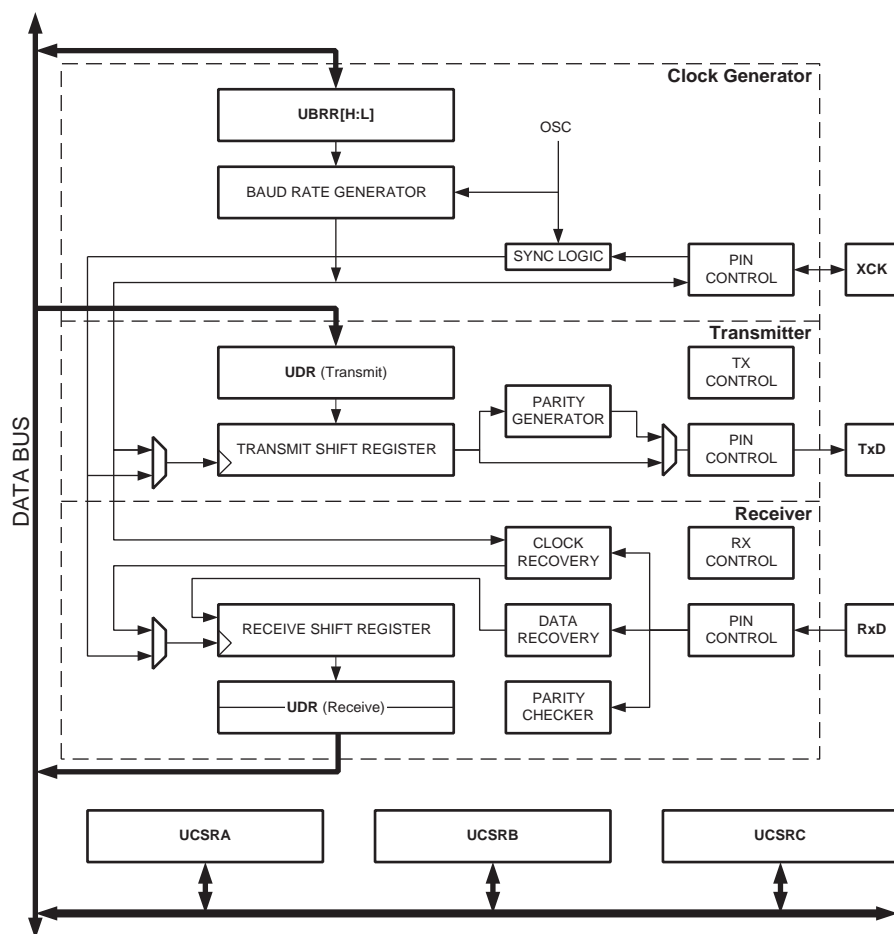 Clock Generator
UBRR[H:L]
OSC
BAUD RATE GENERATOR
SYNC LOGIC
PIN
CONTROL
XCK
Transmitter
UDR (Transmit)
TX
CONTROL
PARITY
GENERATOR
TRANSMIT SHIFT REGISTER
PIN
CONTROL
TxD
DATA BUS
Receiver
CLOCK
RECOVERY
RX
CONTROL
RECEIVE SHIFT REGISTER
DATA
RECOVERY
PIN
CONTROL
RxD
UDR (Receive)
PARITY
CHECKER
UCSRA
UCSRB
UCSRC